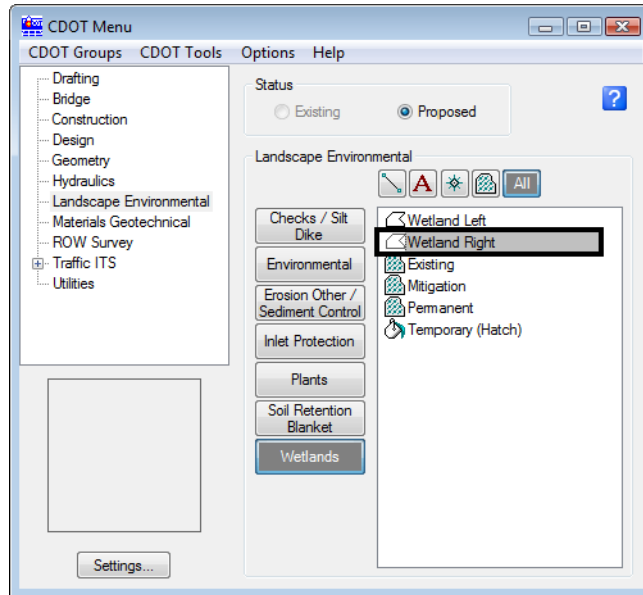 CDOT Menu
CDOT Groups CDOT Tools Options Help
Drafting
Bridge
Construction
Design
Geometry
Hydraulics
Landscape Environmental
Materials Geotechnical
ROW Survey
Traffic ITS
Utilities
Settings...
Status
Existing Proposed
?
Landscape Environmental
A All
Checks / Silt
Dike
Environmental
Erosion Other /
Sediment Control
Inlet Protection
Plants
Soil Retention
Blanket
Wetlands
Wetland Left
Wetland Right
Existing
Mitigation
Permanent
Temporary (Hatch)